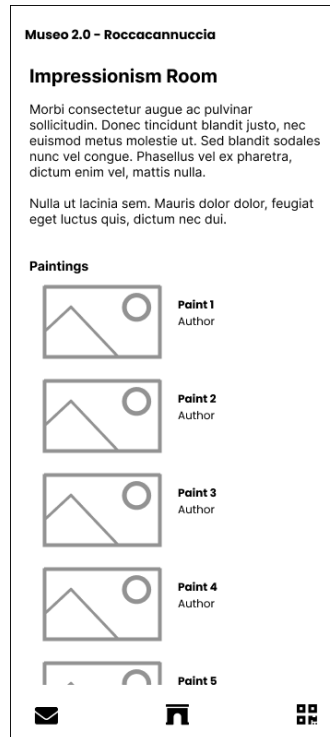 Museo 2.0 - Roccacannuccia
Impressionism Room
Morbi consectetur augue ac pulvinar
sollicitudin. Donec tincidunt blandit justo, nec
euismod metus molestie ut. Sed blandit sodales
nunc vel congue. Phasellus vel ex pharetra,
dictum enim vel, mattis nulla.
Nulla ut lacinia sem. Mauris dolor dolor, feugiat
eget luctus quis, dictum nec dui.
Paintings
Paint 1
Author
Paint 2
Author
Paint 3
Author
Paint 4
Author
Paint 5